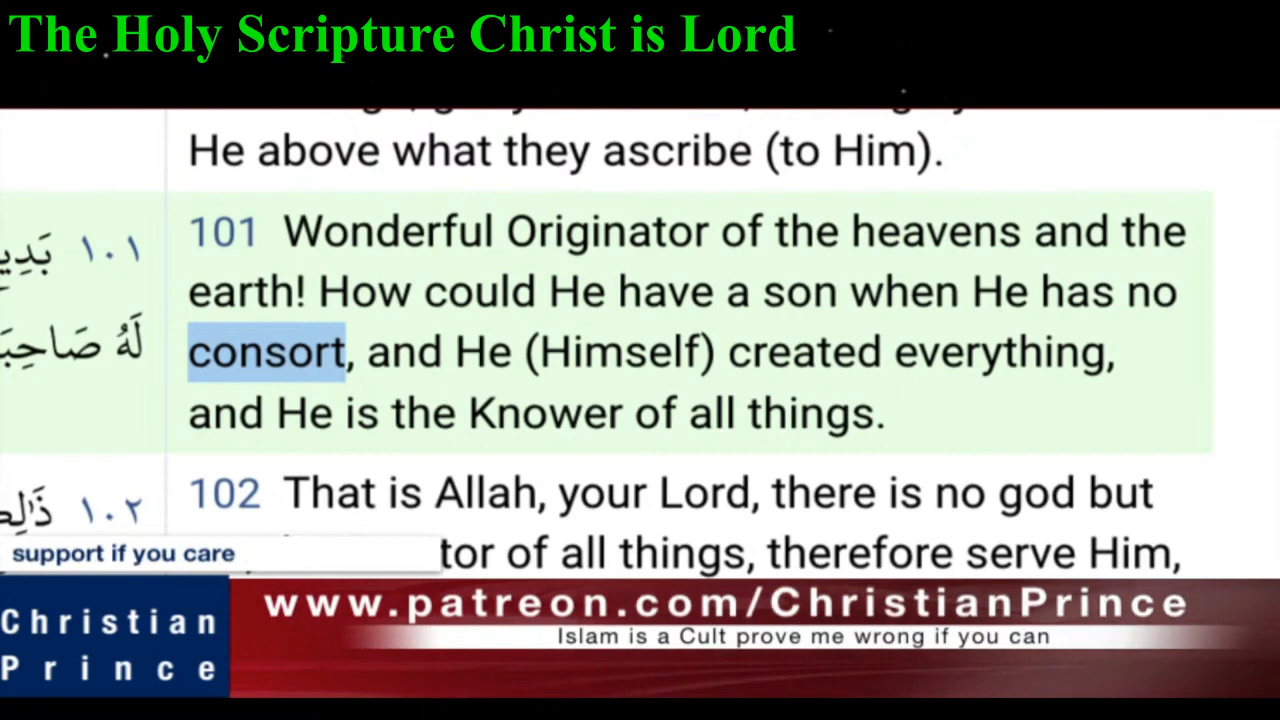 The Holy Scripture Christ is Lord
He above what they ascribe (to Him).
١٠١
101 Wonderful Originator of the heavens and the
earth! How could He have a son when He has no
لَهُ
consort, and He (Himself) created everything,
and He is the Knower of all things.
١٠٢
102 That is Allah, your Lord, there is no god but
support if you care
of all things, therefore serve Him,
Christian
Prince
www.patreon.com/ChristianPrince
Islam is a Cult prove me wrong if you can